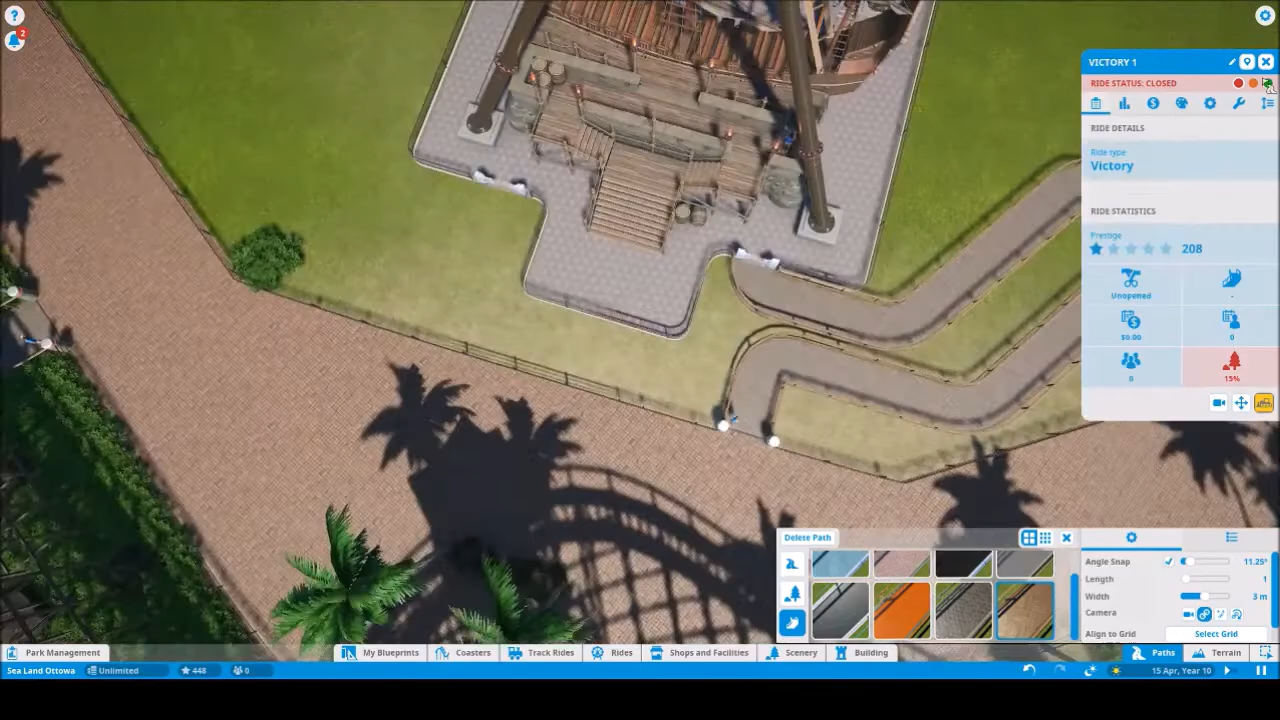 ?
2
VICTORY 1
RIDE STATUS: CLOSED
RIDE DETAILS
Ride type
Victory
RIDE STATISTICS
Prestige
208
Unopened
-
$0.00
0
0
15%
Delete Path
Angle Snap 11.25°
Length 1
Width 3 m
Camera
Align to Grid Select Grid
Park Management My Blueprints Coasters Track Rides Rides Shops and Facilities Scenery Building Paths Terrain
Sea Land Ottowa Unlimited 448 0 15 Apr, Year 10